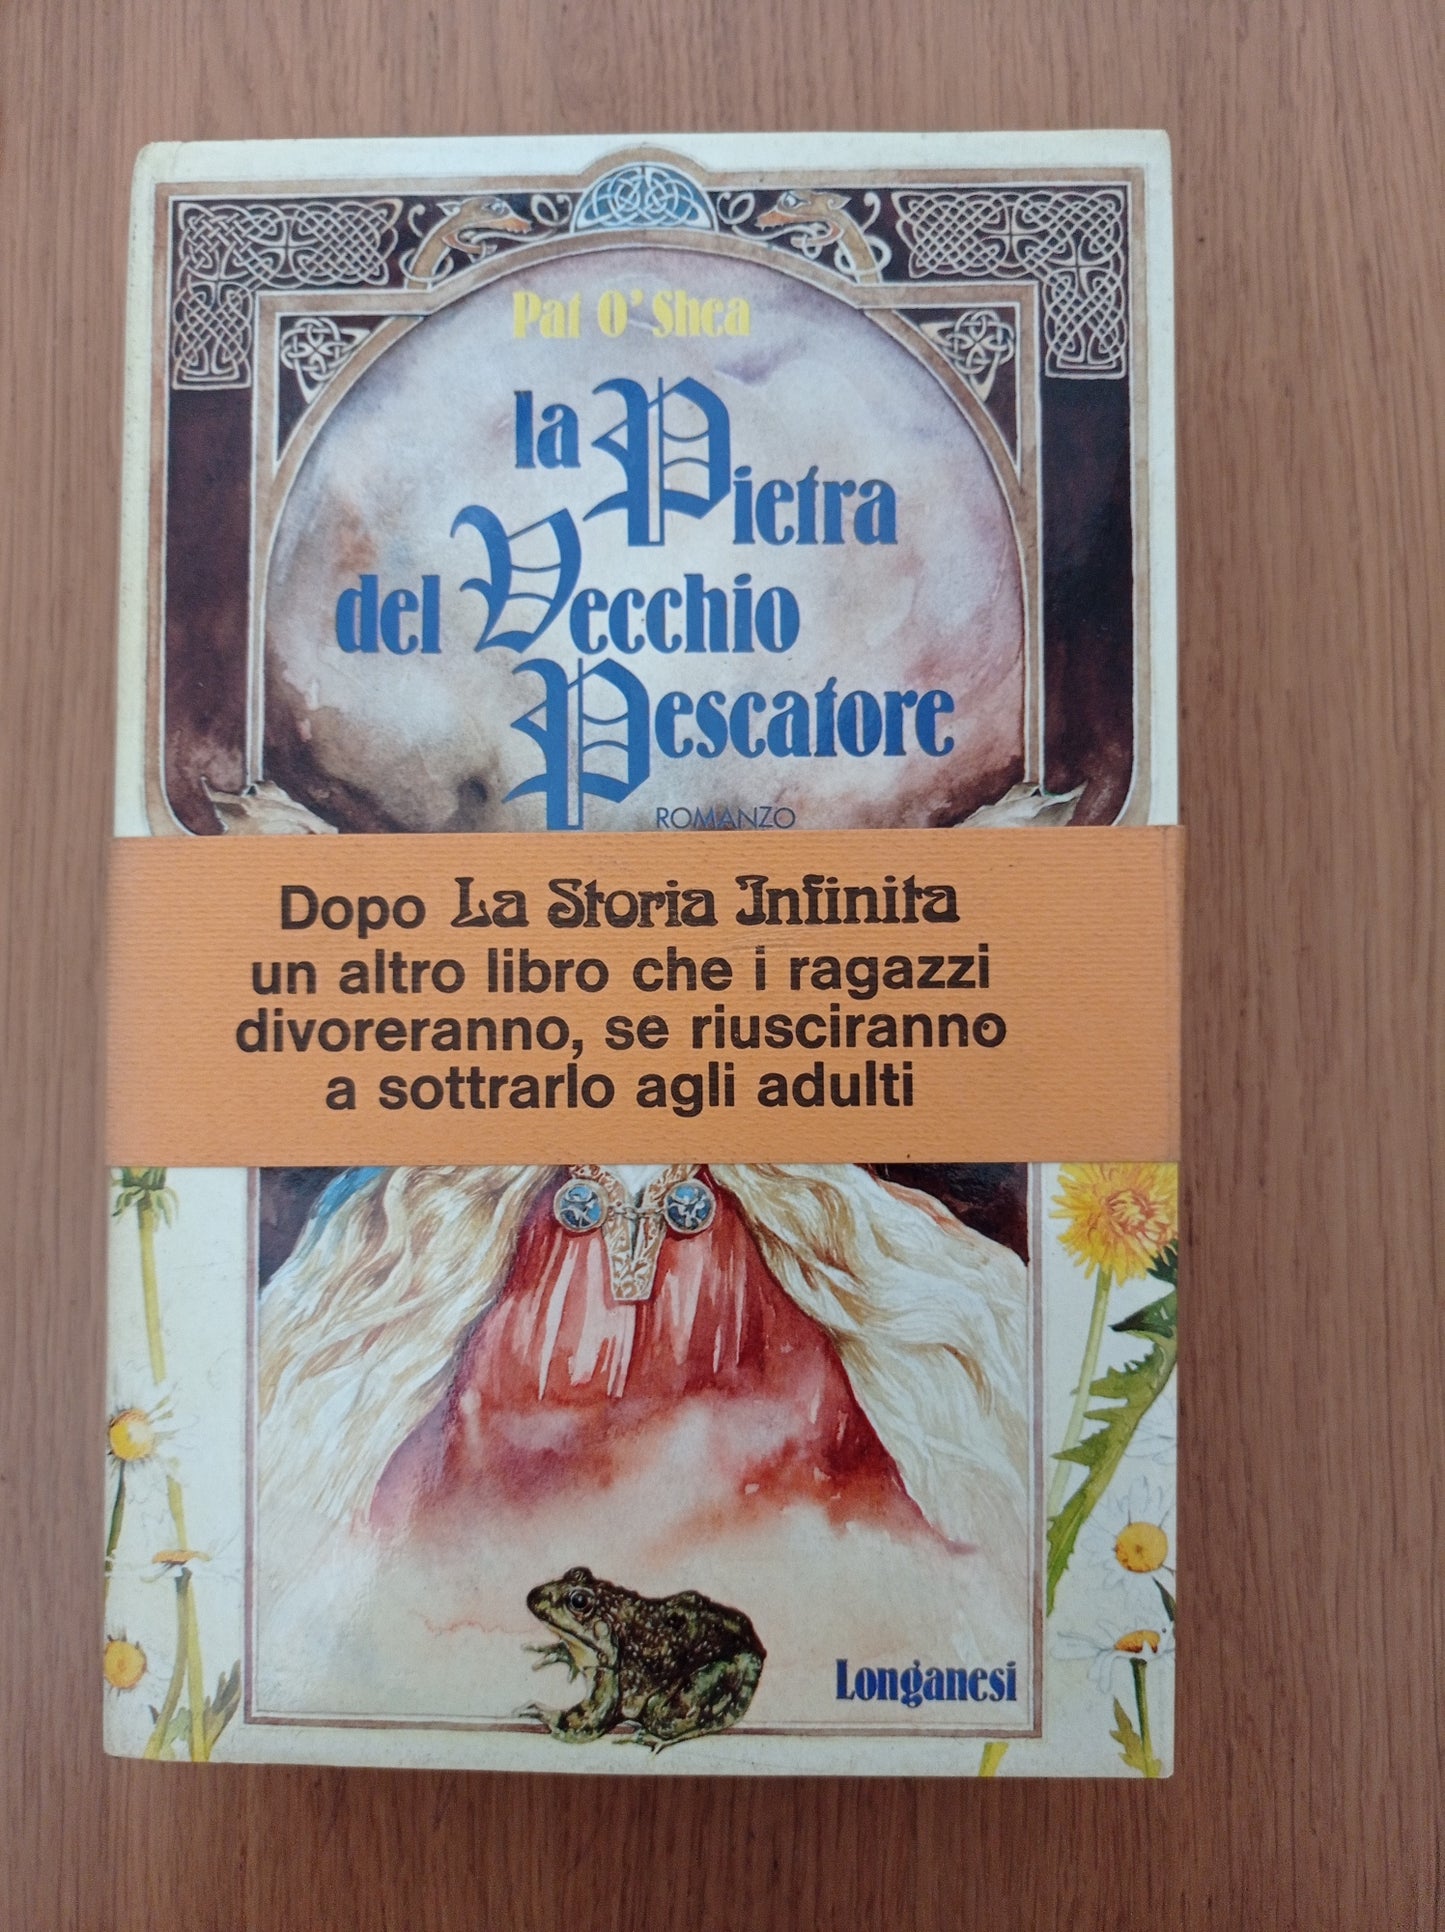 Pat O'Shea
la Pietra
del Vecchio
Pescatore
ROMANZO
Dopo La Storia Infinita
un altro libro che i ragazzi
divoreranno, se riusciranno
a sottrarlo agli adulti
Longanesi